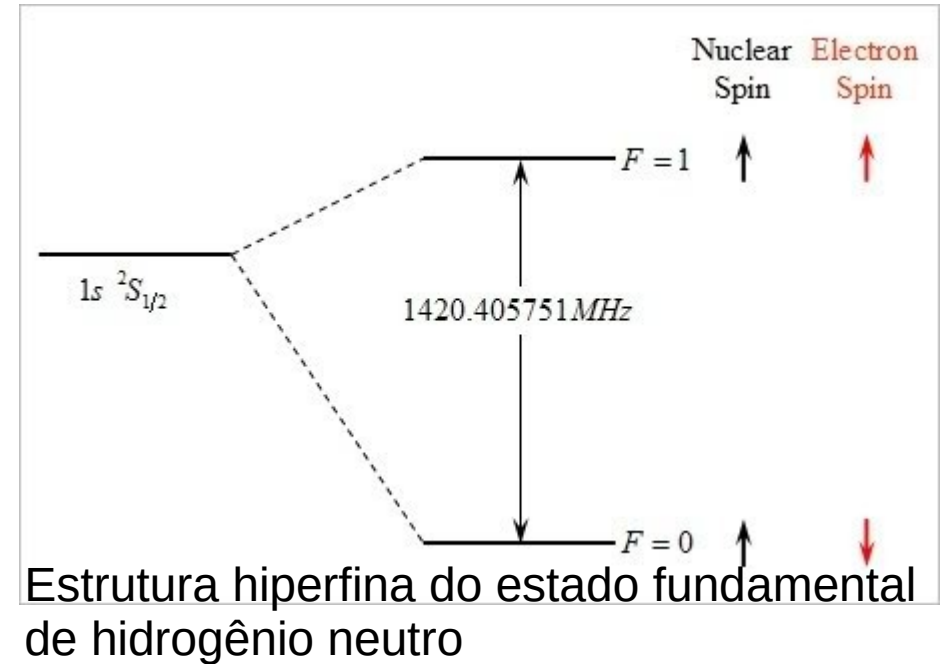 Nuclear Electron
Spin Spin
F = 1
1s ²S₁/₂
1420.405751MHz
F = 0
Estrutura hiperfina do estado fundamental
de hidrogênio neutro